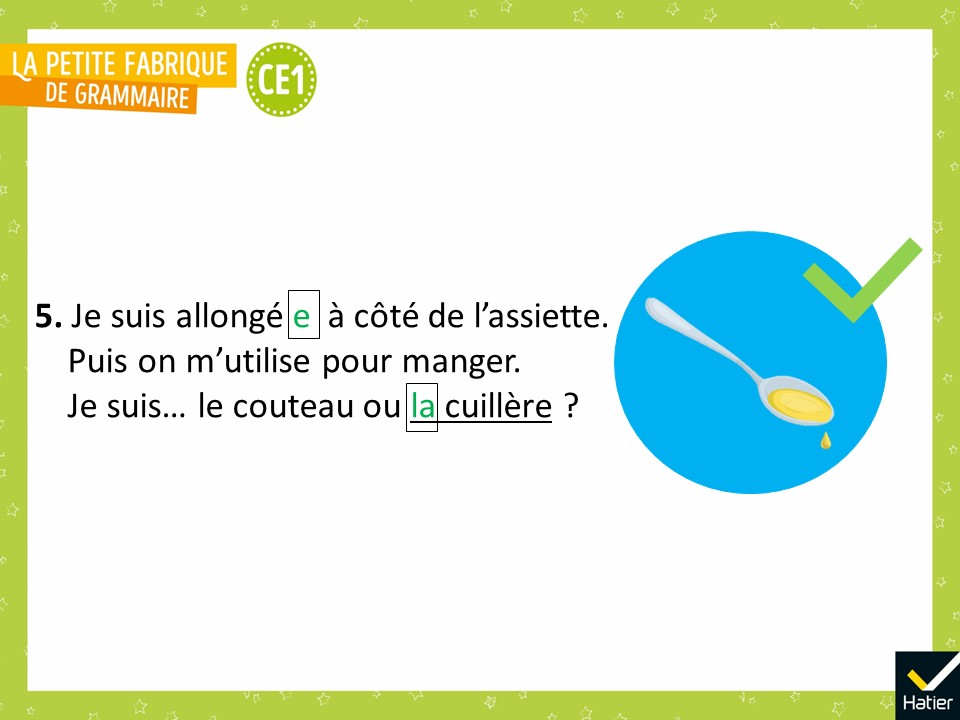 LA PETITE FABRIQUE
DE GRAMMAIRE
CE1
5. Je suis allongé e à côté de l’assiette.
Puis on m’utilise pour manger.
Je suis... le couteau ou la cuillère ?
Hatier